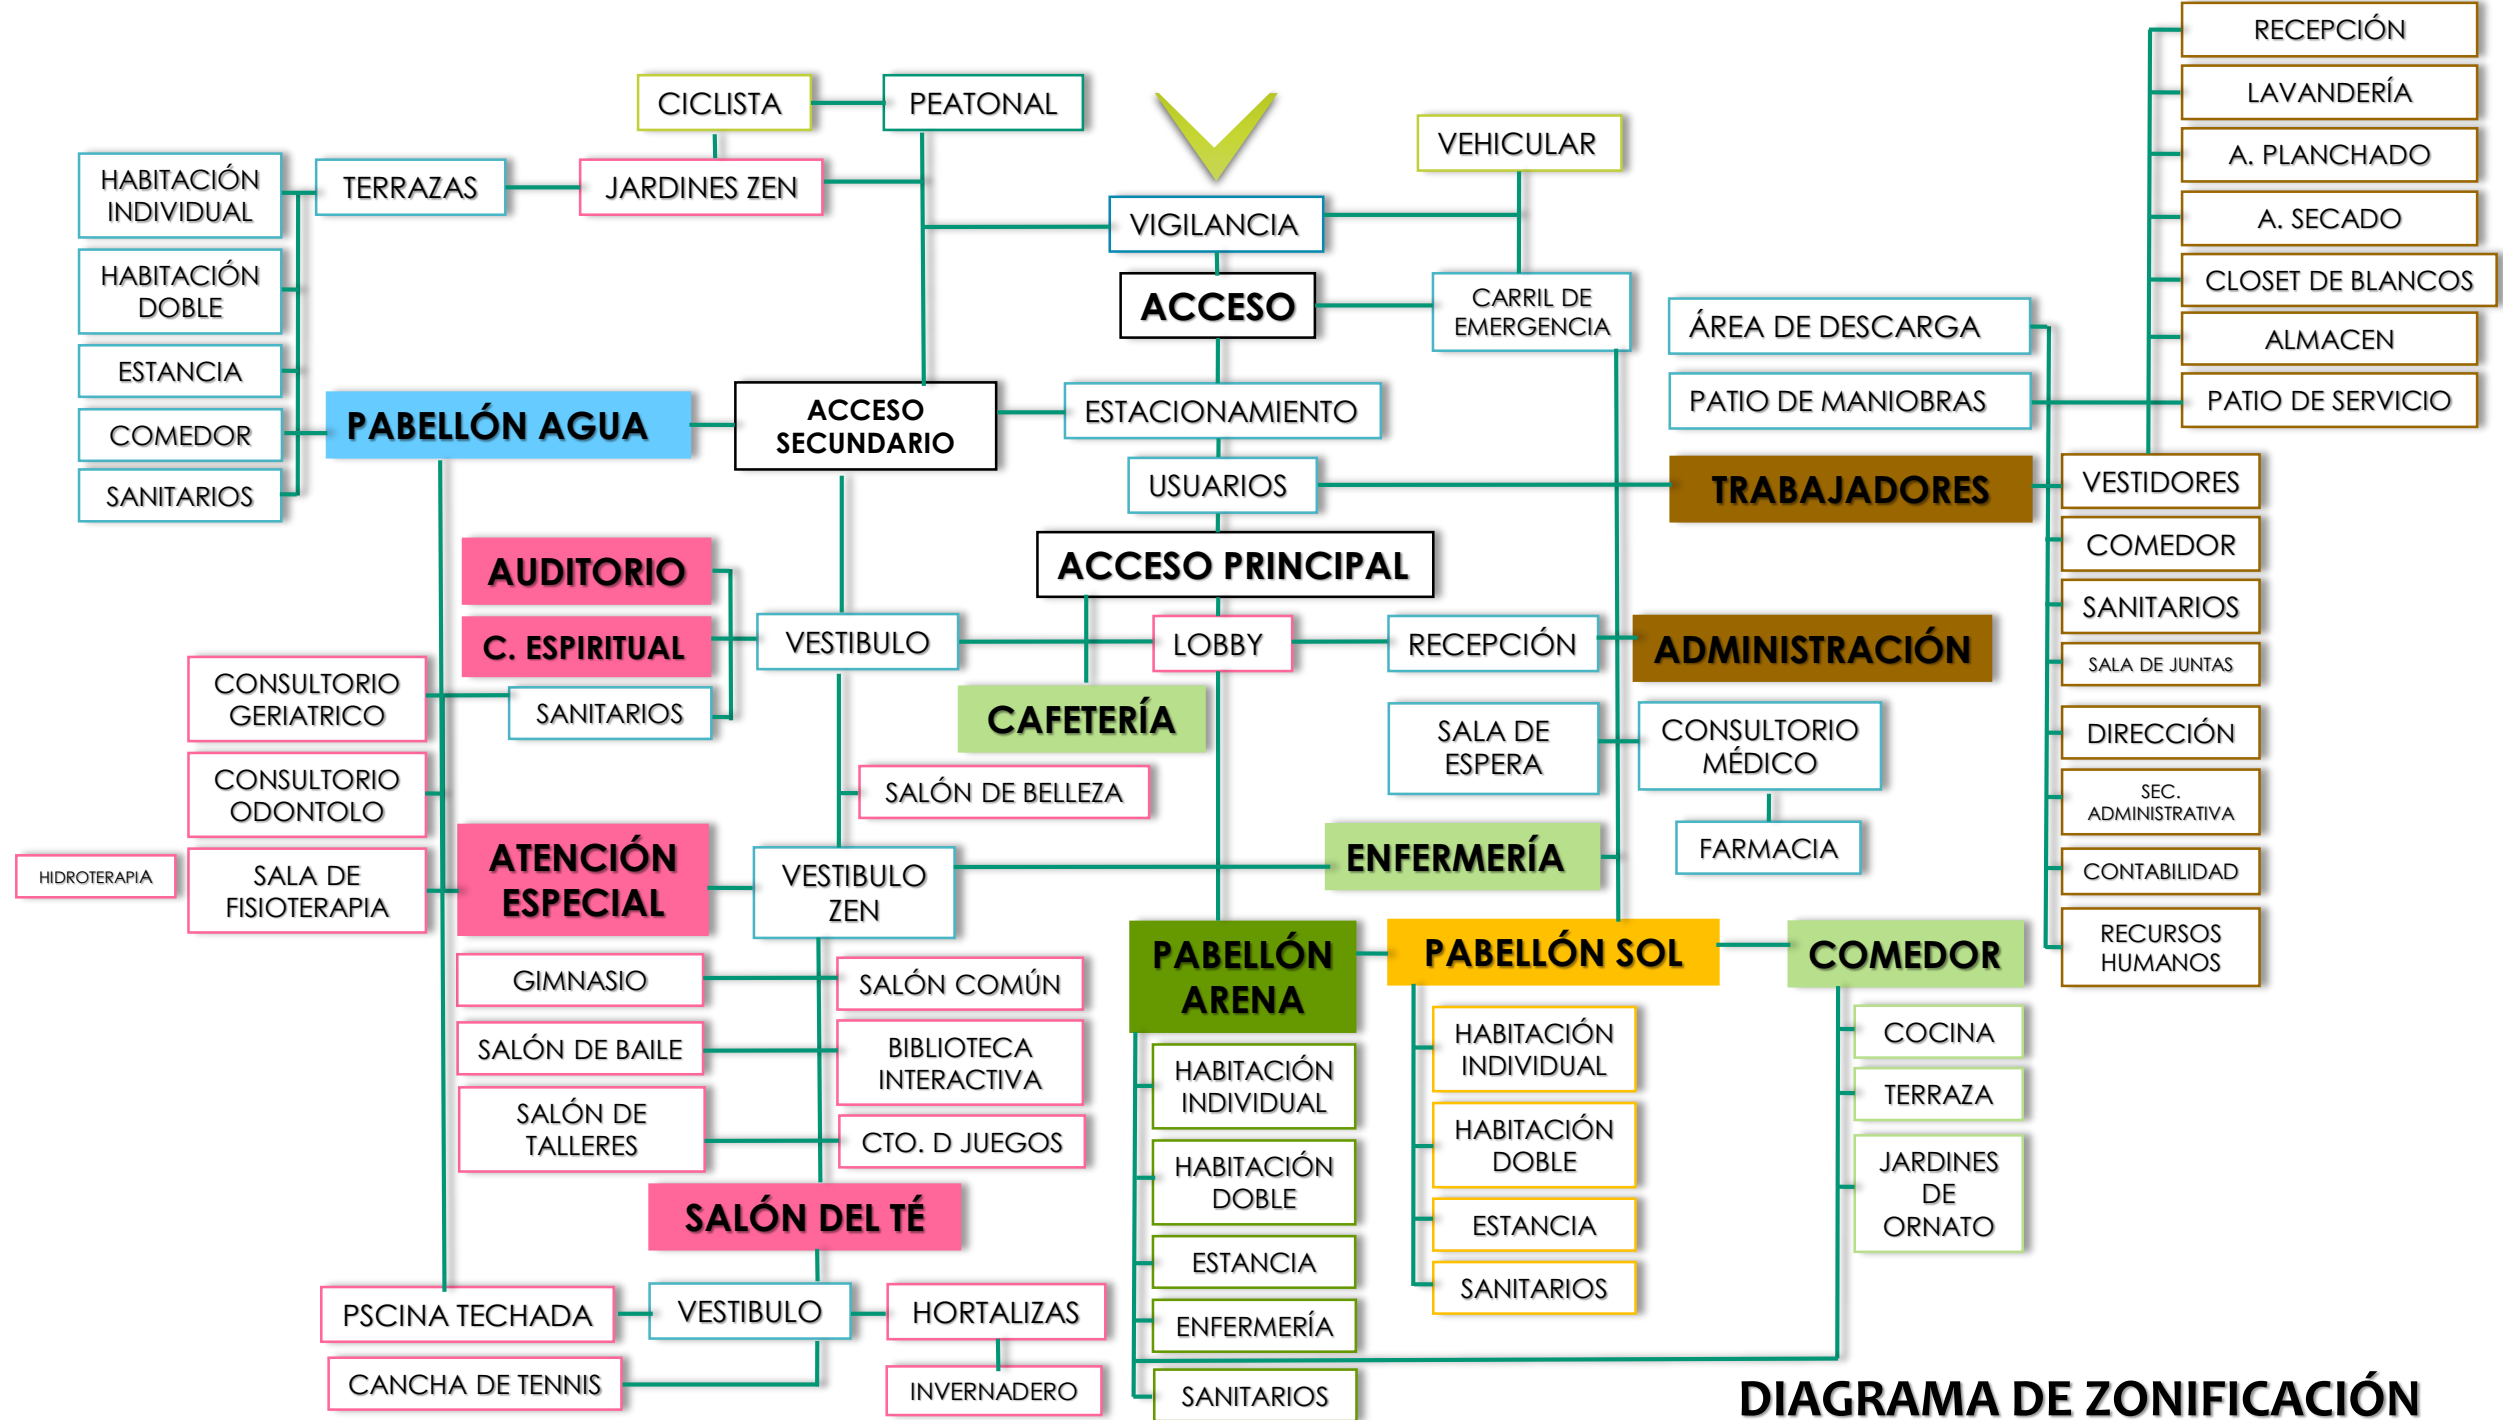 RECEPCIÓN
LAVANDERÍA
A. PLANCHADO
A. SECADO
CLOSET DE BLANCOS
ALMACEN
PATIO DE SERVICIO
CICLISTA
PEATONAL
VEHICULAR
HABITACIÓN
INDIVIDUAL
TERRAZAS
JARDINES ZEN
VIGILANCIA
HABITACIÓN
DOBLE
ACCESO
CARRIL DE
EMERGENCIA
ÁREA DE DESCARGA
ESTANCIA
PATIO DE MANIOBRAS
COMEDOR
PABELLÓN AGUA
ACCESO
SECUNDARIO
ESTACIONAMIENTO
SANITARIOS
USUARIOS
TRABAJADORES
VESTIDORES
COMEDOR
SANITARIOS
SALA DE JUNTAS
DIRECCIÓN
SEC.
ADMINISTRATIVA
CONTABILIDAD
RECURSOS
HUMANOS
AUDITORIO
ACCESO PRINCIPAL
C. ESPIRITUAL
VESTIBULO
LOBBY
RECEPCIÓN
ADMINISTRACIÓN
CONSULTORIO
GERIATRICO
SANITARIOS
CAFETERÍA
SALA DE
ESPERA
CONSULTORIO
MÉDICO
CONSULTORIO
ODONTOLO
SALÓN DE BELLEZA
FARMACIA
HIDROTERAPIA
SALA DE
FISIOTERAPIA
ATENCIÓN
ESPECIAL
VESTIBULO
ZEN
ENFERMERÍA
PABELLÓN
ARENA
PABELLÓN SOL
COMEDOR
GIMNASIO
SALÓN COMÚN
SALÓN DE BAILE
BIBLIOTECA
INTERACTIVA
SALÓN DE
TALLERES
CTO. D JUEGOS
HABITACIÓN
INDIVIDUAL
HABITACIÓN
DOBLE
ESTANCIA
ENFERMERÍA
SANITARIOS
HABITACIÓN
INDIVIDUAL
HABITACIÓN
DOBLE
ESTANCIA
SANITARIOS
COCINA
TERRAZA
JARDINES
DE
ORNATO
SALÓN DEL TÉ
PSCINA TECHADA
VESTIBULO
HORTALIZAS
CANCHA DE TENNIS
INVERNADERO
DIAGRAMA DE ZONIFICACIÓN